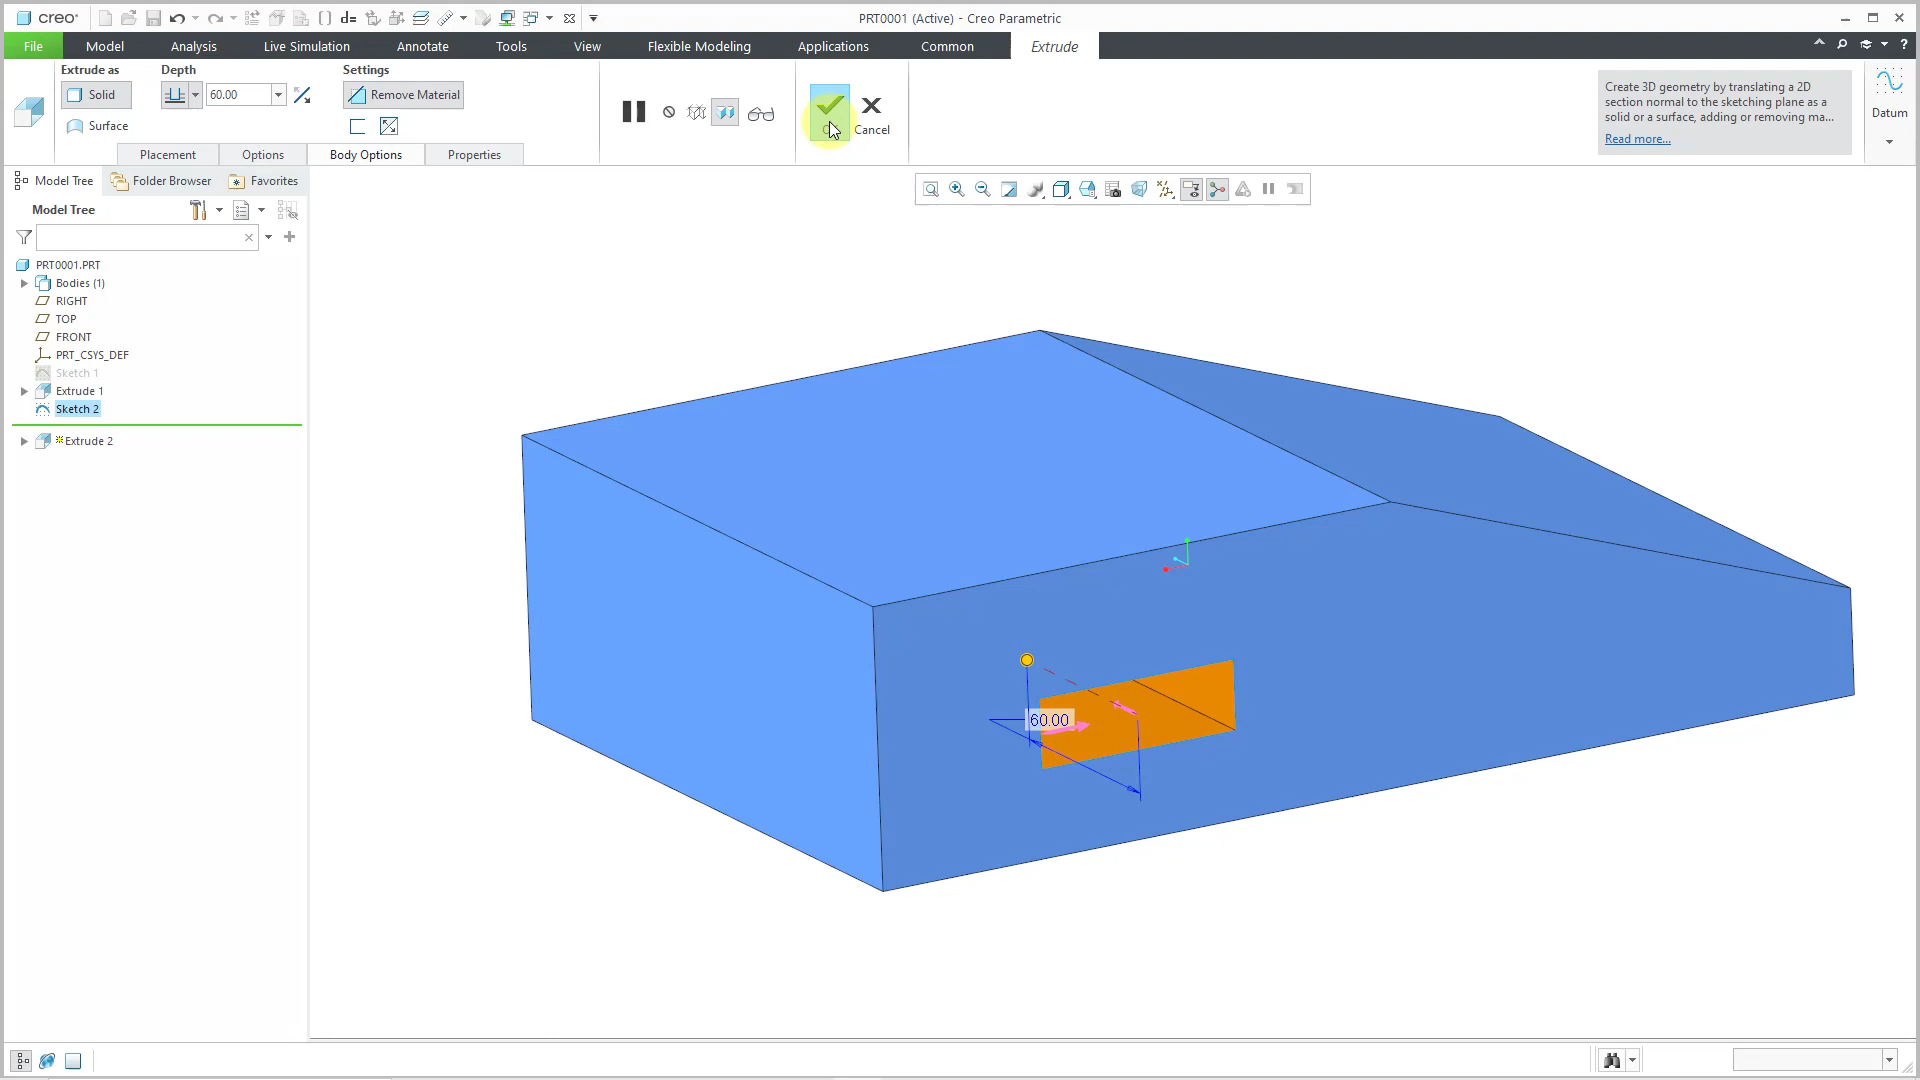 creo
d=
PRT0001 (Active) - Creo Parametric
File
Model
Analysis
Live Simulation
Annotate
Tools
View
Flexible Modeling
Applications
Common
Extrude
?
Extrude as
Depth
Settings
Solid
60.00
Remove Material
Surface
Cancel
Placement
Options
Body Options
Properties
Create 3D geometry by translating a 2D
section normal to the sketching plane as a
solid or a surface, adding or removing ma...
Read more...
Datum
Model Tree
Folder Browser
Favorites
Model Tree
PRT0001.PRT
Bodies (1)
RIGHT
TOP
FRONT
PRT_CSYS_DEF
Sketch 1
Extrude 1
Sketch 2
Extrude 2
60.00